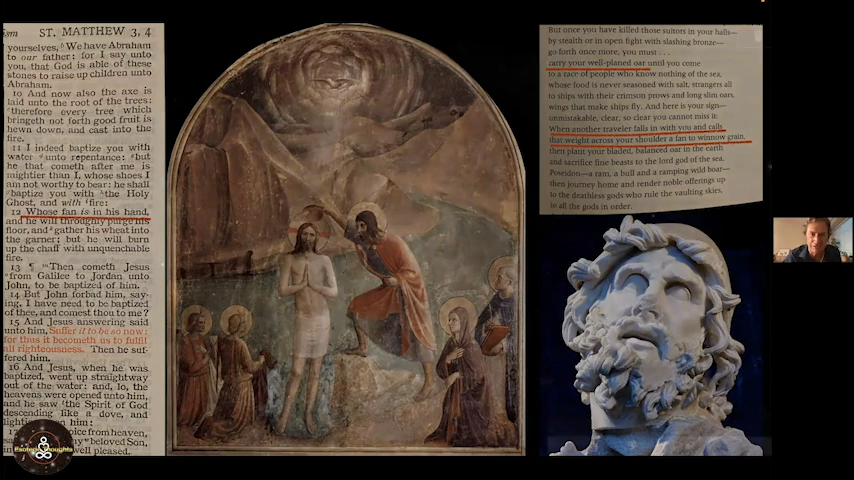 ism ST. MATTHEW 3, 4
yourselves, b We have Abraham
to our father: for I say unto
you, that God is able of these
stones to raise up children unto
Abraham.
10 And now also the axe is
laid unto the root of the trees:
therefore every tree which
bringeth not forth good fruit is
hewn down, and cast into the
fire.
11 I indeed baptize you with
water unto repentance: but
he that cometh after me is
mightier than I, whose shoes I
am not worthy to bear: he shall
baptize you with the Holy
Ghost, and with fire:
12 Whose fan is in his hand,
and he will throughly purge his
floor, and gather his wheat into
the garner; but he will burn
up the chaff with unquenchable
fire.
13 ¶ Then cometh Jesus
from Galilee to Jordan unto
John, to be baptized of him.
14 But John forbad him, say-
ing, I have need to be baptized
of thee, and comest thou to me?
15 And Jesus answering said
unto him, Suffer it to be so now:
for thus it becometh us to fulfil
all righteousness. Then he suf-
fered him.
16 And Jesus, when he was
baptized, went up straightway
out of the water: and, lo, the
heavens were opened unto him,
and he saw the Spirit of God
descending like a dove, and
him:
voice from heaven,
beloved Son,
well pleased.
Esoteric Thoughts
But once you have killed those suitors in your halls—
by stealth or in open fight with slashing bronze—
go forth once more, you must . . .
carry your well-planed oar until you come
to a race of people who know nothing of the sea,
whose food is never seasoned with salt, strangers all
to ships with their crimson prows and long slim oars,
wings that make ships fly. And here is your sign—
unmistakable, clear, so clear you cannot miss it:
When another traveler falls in with you and calls
that weight across your shoulder a fan to winnow grain,
then plant your bladed, balanced oar in the earth
and sacrifice fine beasts to the lord god of the sea,
Poseidon—a ram, a bull and a ramping wild boar—
then journey home and render noble offerings up
to the deathless gods who rule the vaulting skies,
to all the gods in order.